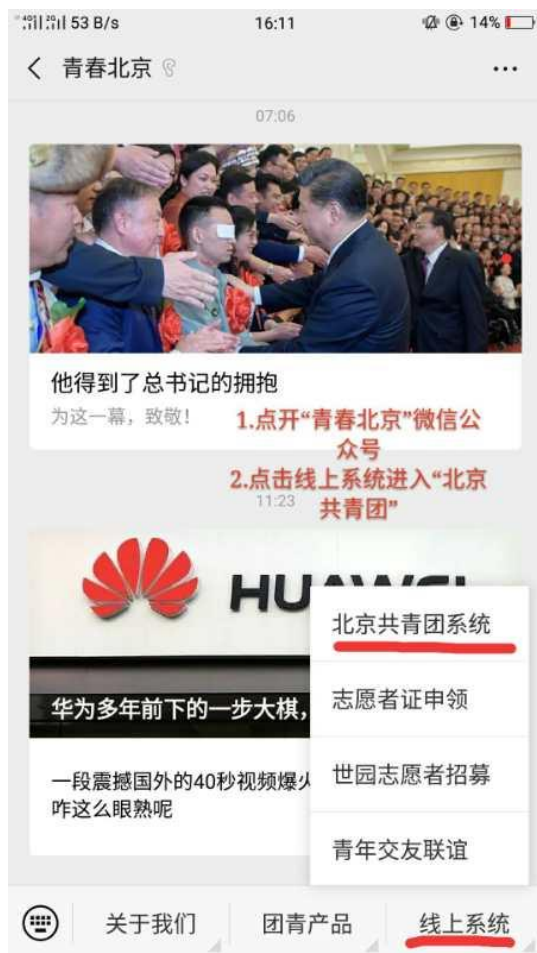 53 B/s
16:11
14%
青春北京
07:06
他得到了总书记的拥抱
为这一幕，致敬！
1.点开“青春北京”微信公
众号
2.点击线上系统进入“北京
共青团”
11:23
HUAWEI
北京共青团系统
华为多年前下的一步大棋，
志愿者证申领
一段震撼国外的40秒视频爆火
咋这么眼熟呢
世园志愿者招募
青年交友联谊
关于我们
团青产品
线上系统